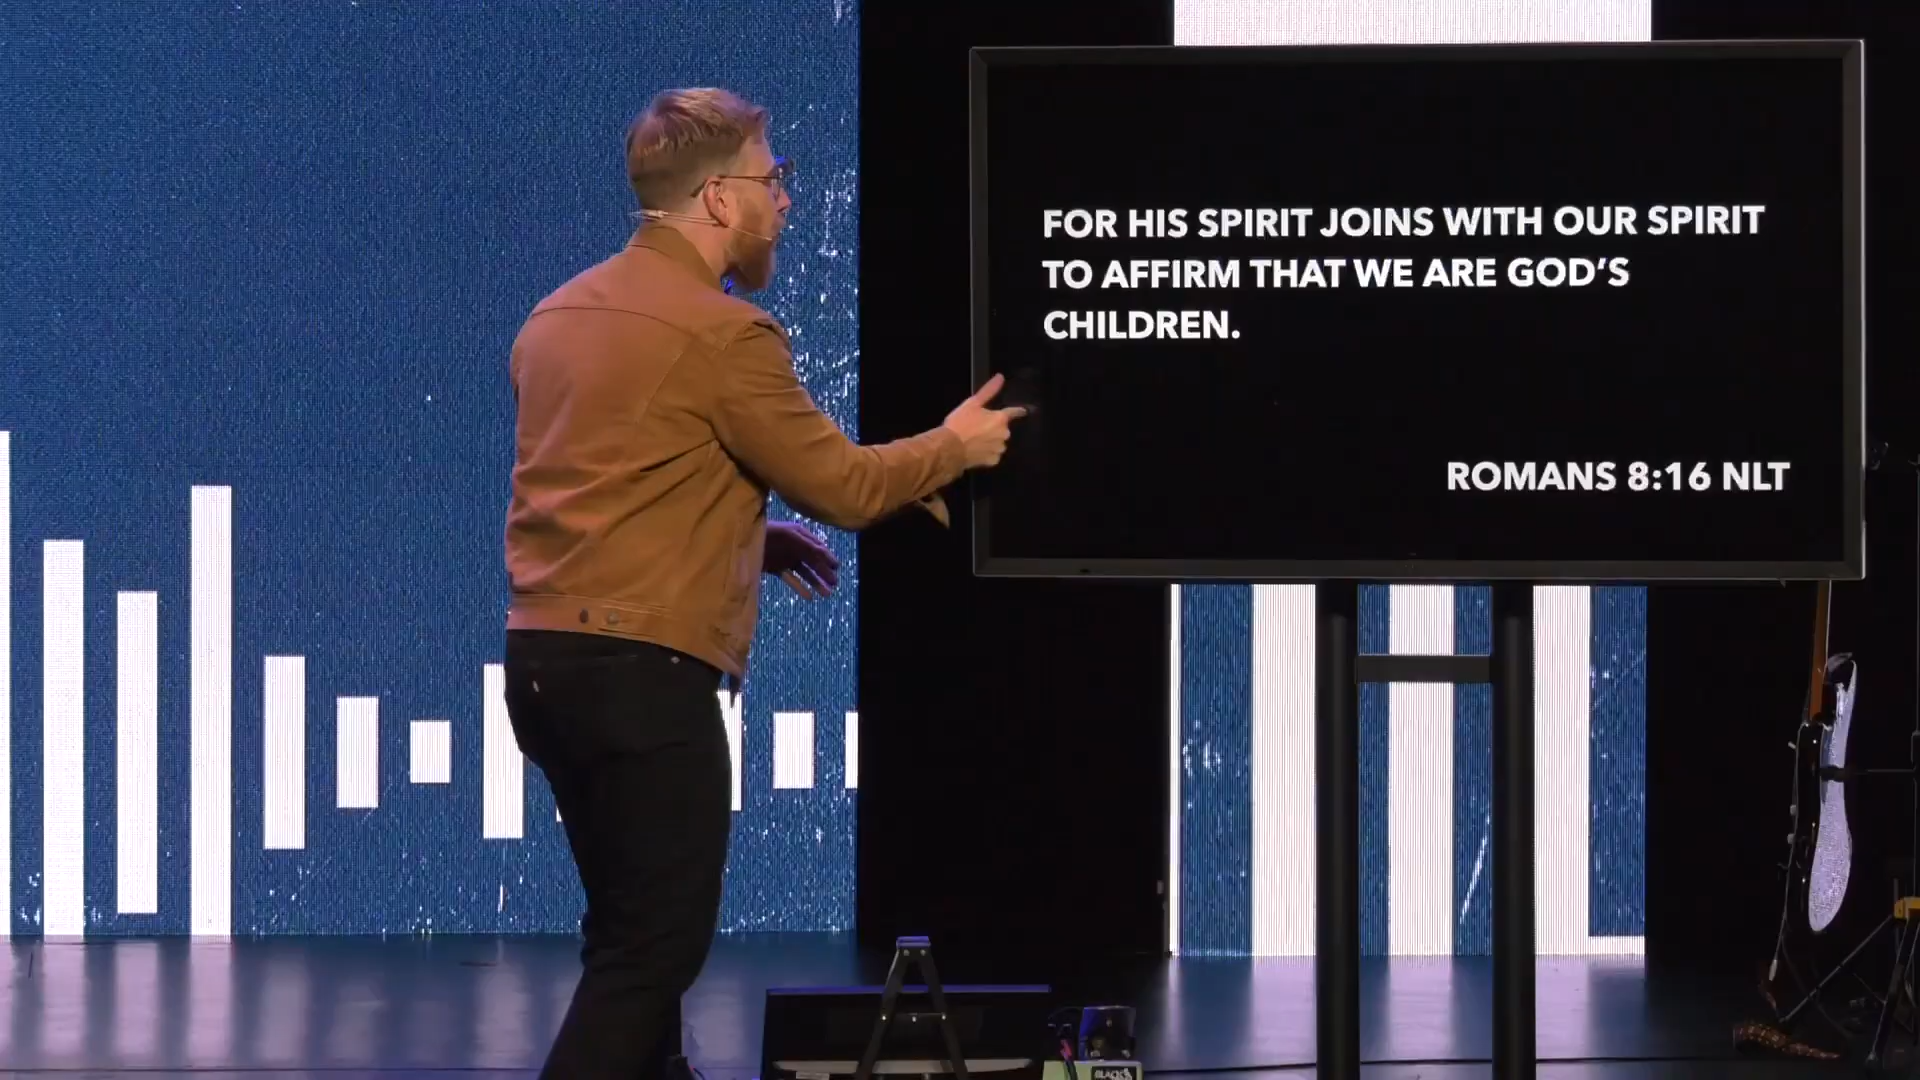 FOR HIS SPIRIT JOINS WITH OUR SPIRIT
TO AFFIRM THAT WE ARE GOD'S
CHILDREN.
ROMANS 8:16 NLT